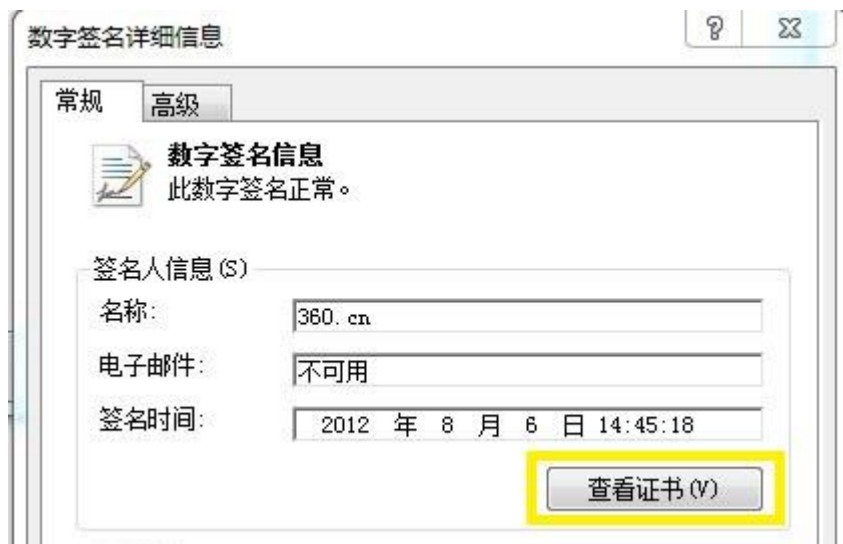 数字签名详细信息
常规 高级
数字签名信息
此数字签名正常。
签名人信息(S)
名称: 360.cn
电子邮件: 不可用
签名时间: 2012 年 8 月 6 日 14:45:18
查看证书(V)